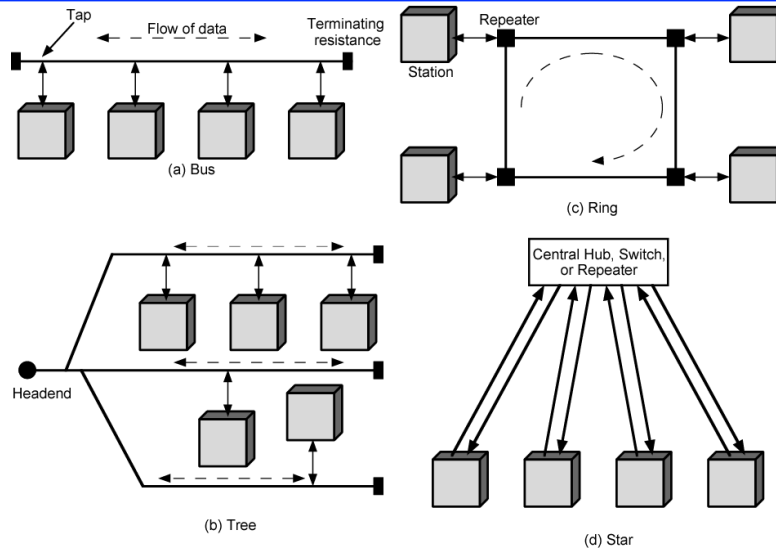 Tap
Flow of data
Terminating
resistance
(a) Bus
Repeater
Station
(c) Ring
Headend
(b) Tree
Central Hub, Switch,
or Repeater
(d) Star